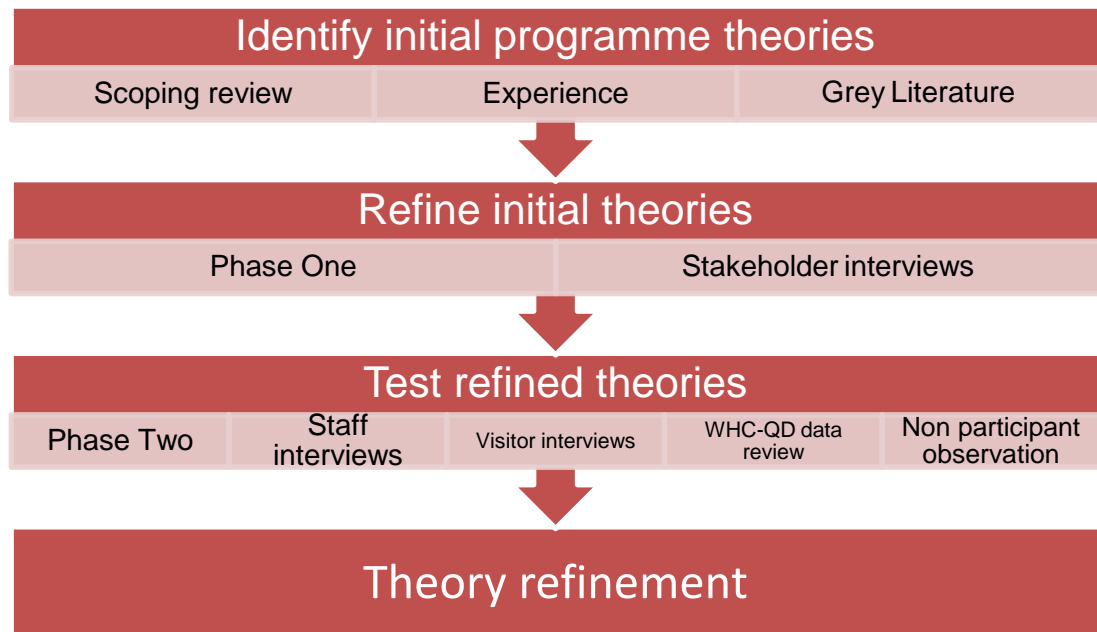 Identify initial programme theories
Scoping review
Experience
Grey Literature
Refine initial theories
Phase One
Stakeholder interviews
Test refined theories
Phase Two
Staff
interviews
Visitor interviews
WHC-QD data
review
Non participant
observation
Theory refinement